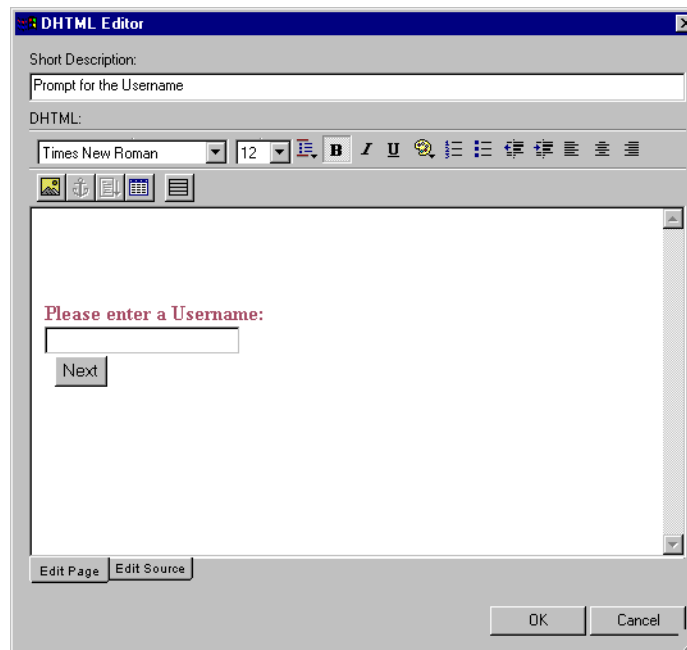 DHTML Editor
Short Description:
Prompt for the Username
DHTML:
Times New Roman 12 B I U
Please enter a Username:
Next
Edit Page Edit Source
OK Cancel